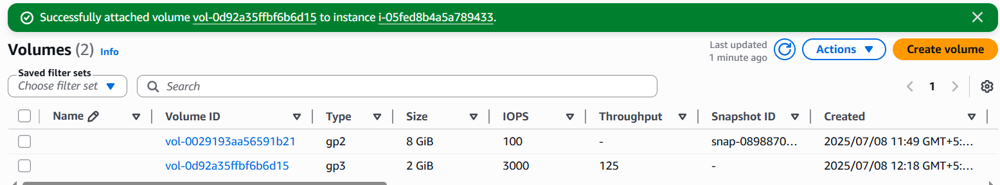 Successfully attached volume vol-0d92a35ffbf6b6d15 to instance i-05fed8b4a5a789433.
Volumes (2) Info
Last updated
1 minute ago
Actions
Create volume
Saved filter sets
Choose filter set
Search
1
Name Volume ID Type Size IOPS Throughput Snapshot ID Created
vol-0029193aa56591b21 gp2 8 GiB 100 - snap-0898870... 2025/07/08 11:49 GMT+5:...
vol-0d92a35ffbf6b6d15 gp3 2 GiB 3000 125 - 2025/07/08 12:18 GMT+5:...